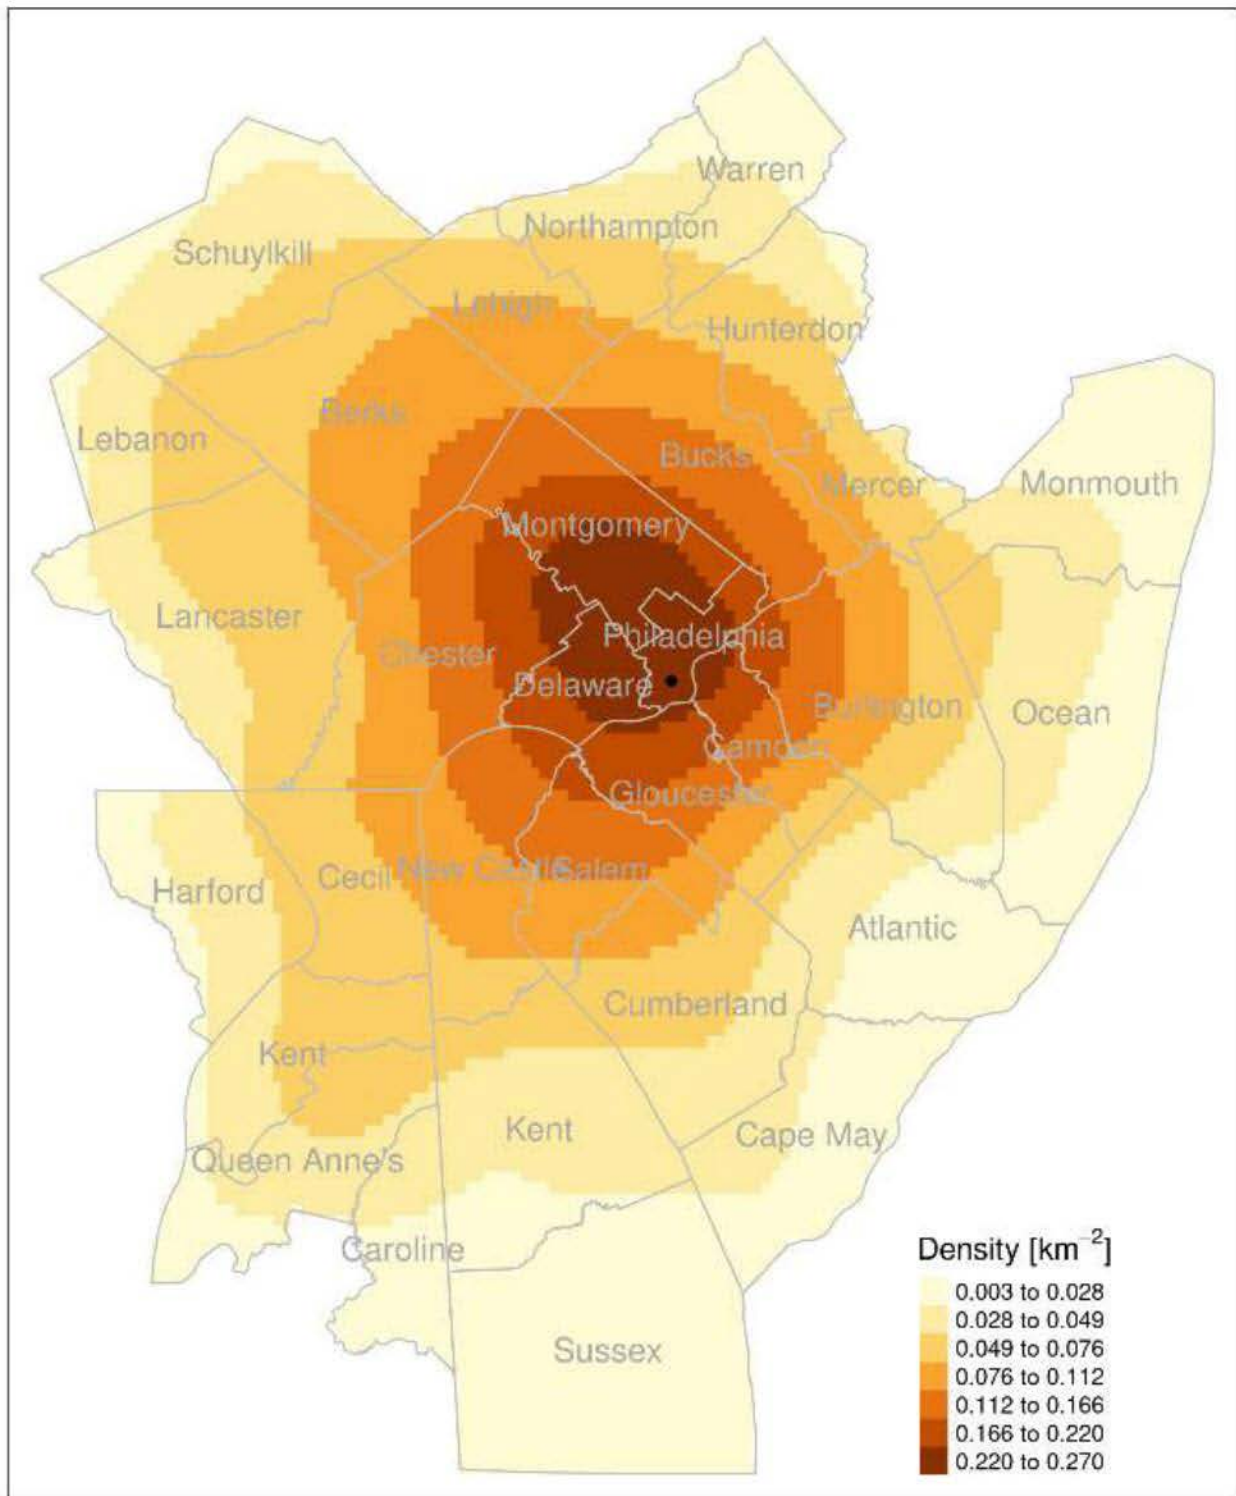 Warren
Northampton
Schuylkill
Lehigh
Hunterdon
Berks
Lebanon
Bucks
Mercer
Monmouth
Montgomery
Lancaster
Philadelphia
Chester
Delaware
Burlington
Ocean
Camden
Gloucester
New Castle
Salem
Cecil
Harford
Atlantic
Cumberland
Kent
Kent
Cape May
Queen Anne's
Caroline
Sussex
Density [km⁻²]
0.003 to 0.028
0.028 to 0.049
0.049 to 0.076
0.076 to 0.112
0.112 to 0.166
0.166 to 0.220
0.220 to 0.270